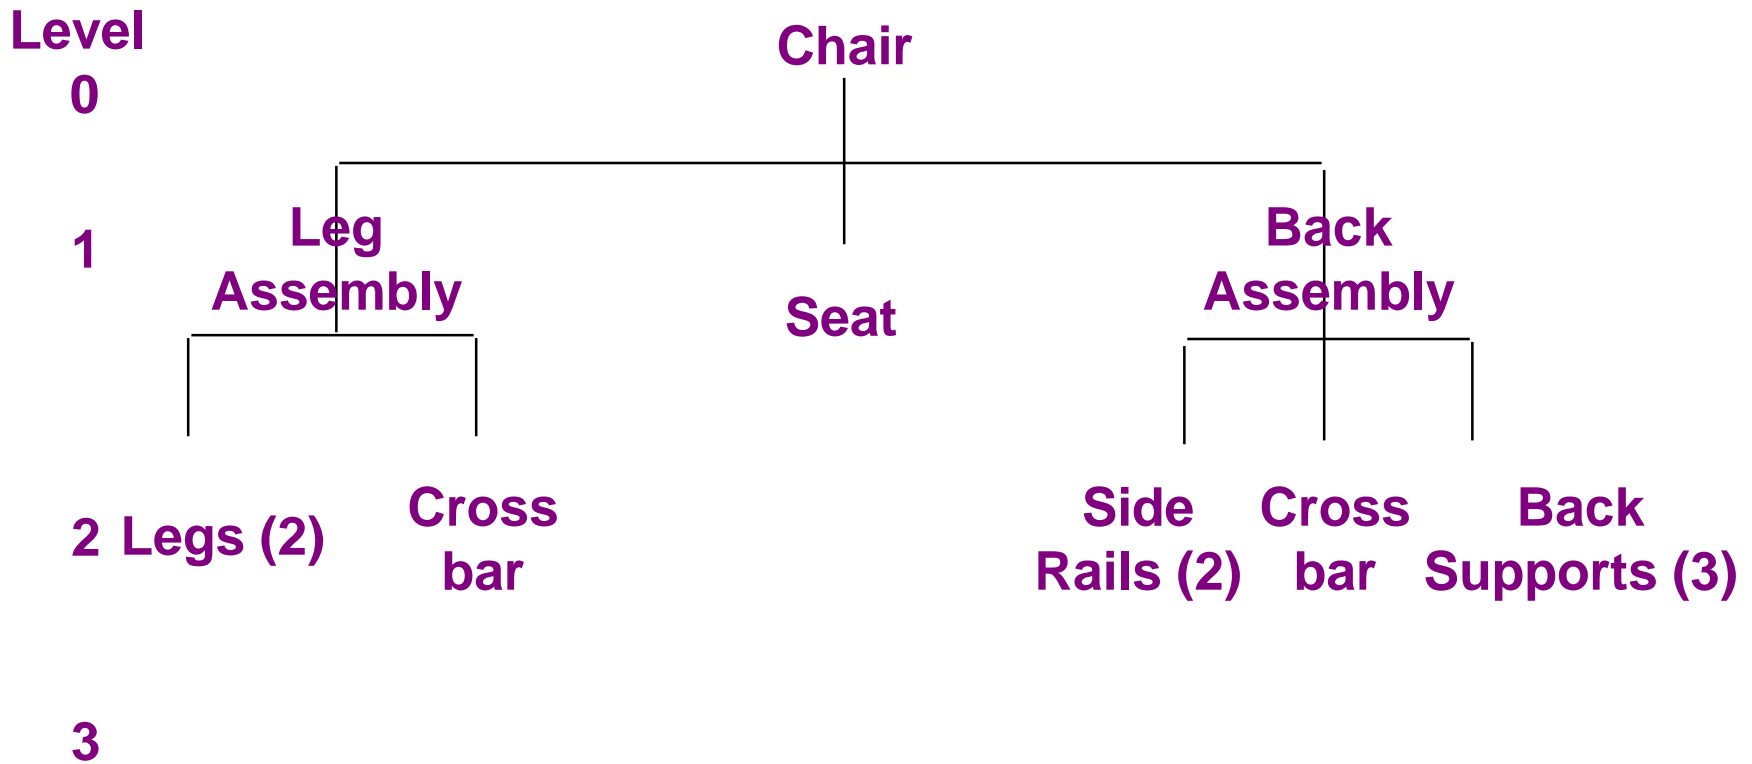 Level
0
Chair
1
Leg
Assembly
Seat
Back
Assembly
2
Legs (2)
Cross
bar
Side
Rails (2)
Cross
bar
Back
Supports (3)
3